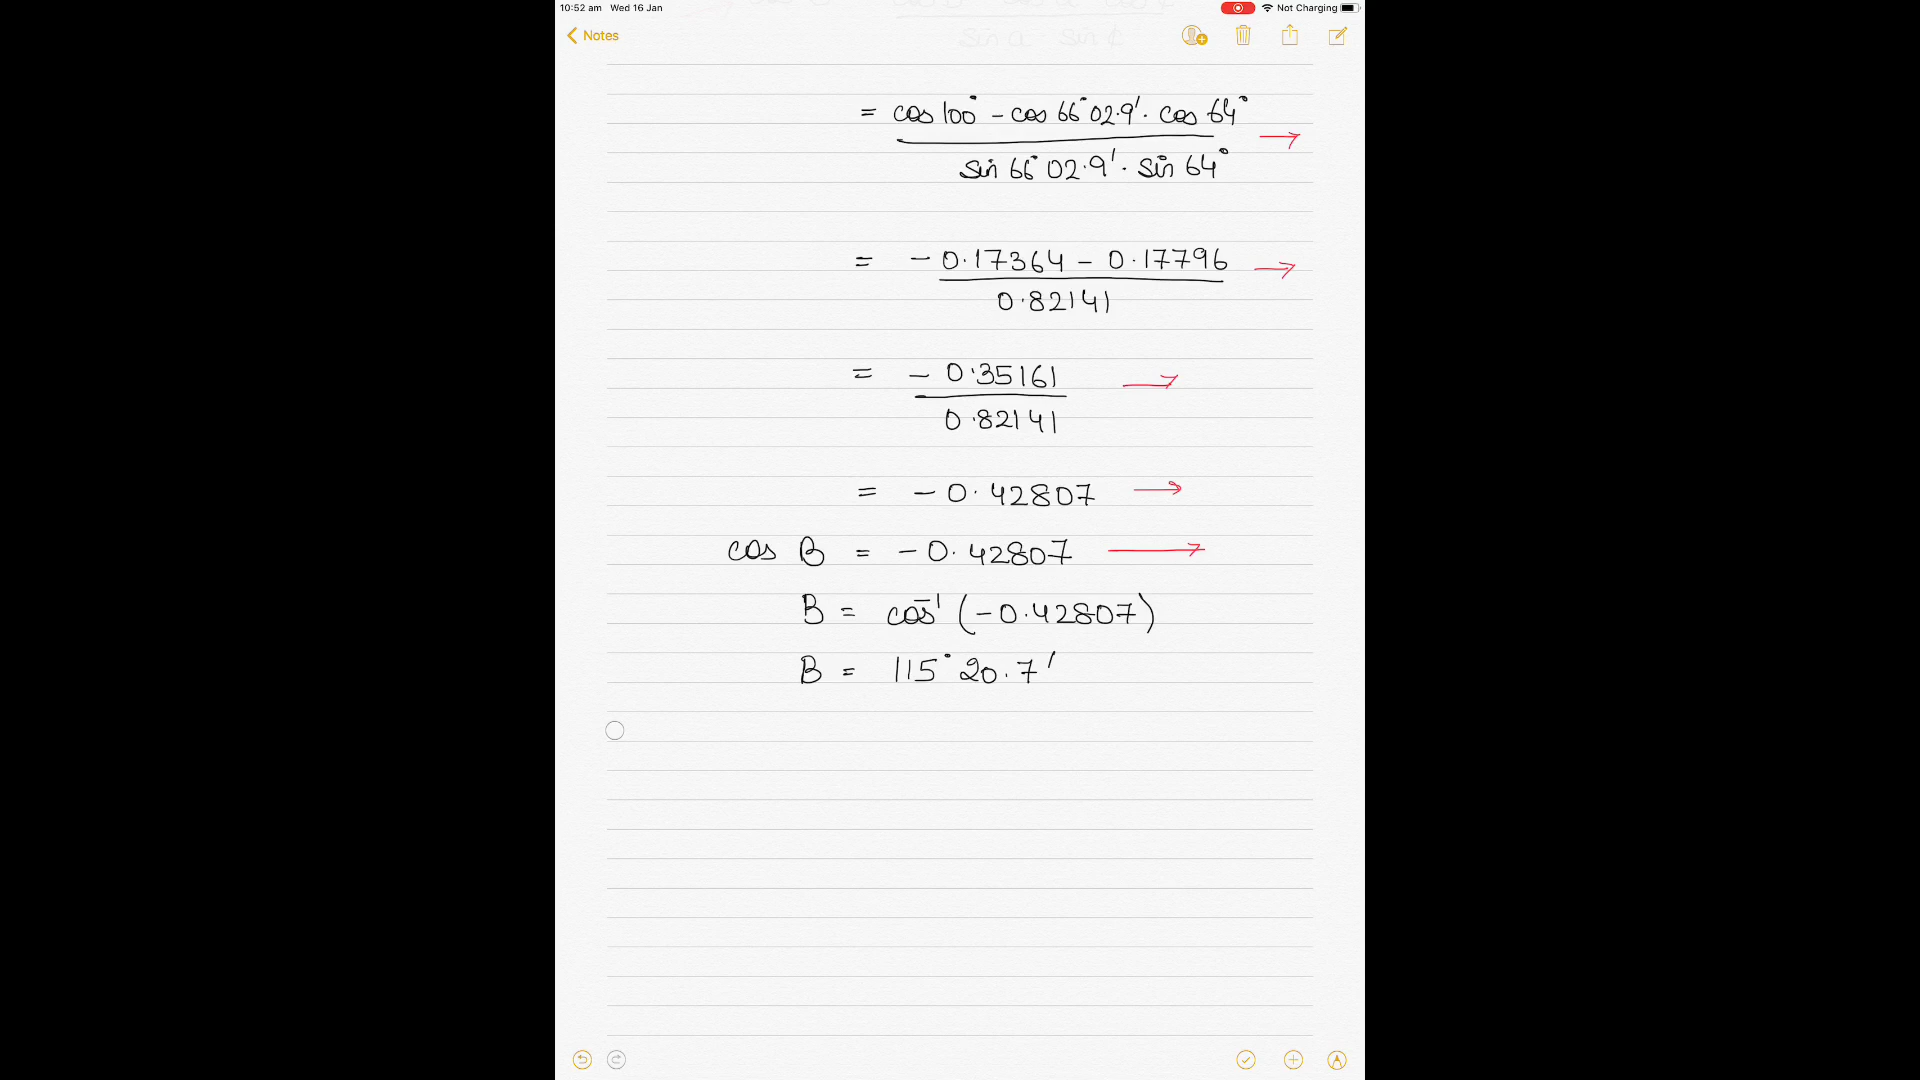 10:52 am Wed 16 Jan
Not Charging
Notes
sin a sin c
= cos 100° - cos 66° 02.9' . cos 64° →
sin 66° 02.9' . sin 64°
= - 0.17364 - 0.17796 →
0.82141
= - 0.35161 →
0.82141
= - 0.42807 →
cos B = - 0.42807 →
B = cos⁻¹ (-0.42807)
B = 115° 20.7'